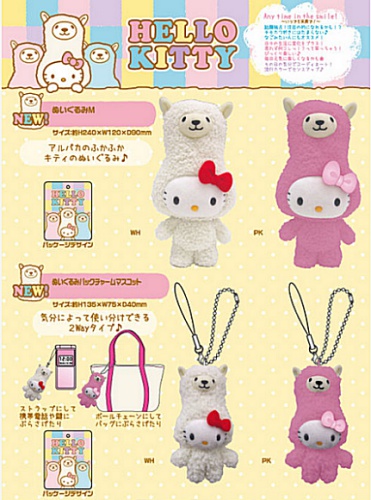 HELLO
KITTY
Any time in the smile!
NEW!
ぬいぐるみM
サイズ:約H240×W120×D90mm
アルパカのふかふか
キティのぬいぐるみ♪
HELLO
KITTY
パッケージデザイン
WH
PK
NEW!
ぬいぐるみバックチャームマスコット
サイズ:約H135×W75×D40mm
気分によって使い分けできる
2Wayタイプ♪
ストラップにして
携帯電話や鍵に
ぶらさげたり
ボールチェーンにして
バッグにぶらさげたり
HELLO
KITTY
パッケージデザイン
WH
PK